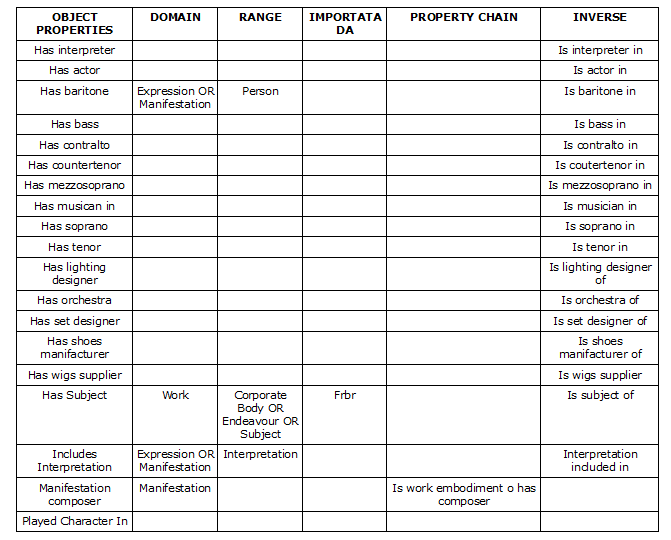 OBJECT PROPERTIES | DOMAIN | RANGE | IMPORTATA DA | PROPERTY CHAIN | INVERSE
Has interpreter | | | | | Is interpreter in
Has actor | | | | | Is actor in
Has baritone | Expression OR Manifestation | Person | | | Is baritone in
Has bass | | | | | Is bass in
Has contralto | | | | | Is contralto in
Has countertenor | | | | | Is coutertenor in
Has mezzosoprano | | | | | Is mezzosoprano in
Has musican in | | | | | Is musician in
Has soprano | | | | | Is soprano in
Has tenor | | | | | Is tenor in
Has lighting designer | | | | | Is lighting designer of
Has orchestra | | | | | Is orchestra of
Has set designer | | | | | Is set designer of
Has shoes manifacturer | | | | | Is shoes manifacturer of
Has wigs supplier | | | | | Is wigs supplier
Has Subject | Work | Corporate Body OR Endeavour OR Subject | Frbr | | Is subject of
Includes Interpretation | Expression OR Manifestation | Interpretation | | | Interpretation included in
Manifestation composer | Manifestation | | | Is work embodiment o has composer |
Played Character In | | | | |